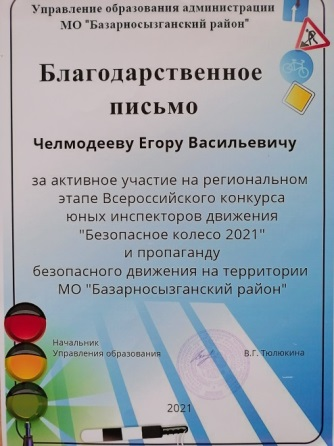 Управление образования администрации
МО "Базарносызганский район"
Благодарственное
письмо
Челмодееву Егору Васильевичу
за активное участие на региональном
этапе Всероссийского конкурса
юных инспекторов движения
"Безопасное колесо 2021"
и пропаганду
безопасного движения на территории
МО "Базарносызганский район"
Начальник
Управления образования
В.Г. Тюлюкина
2021